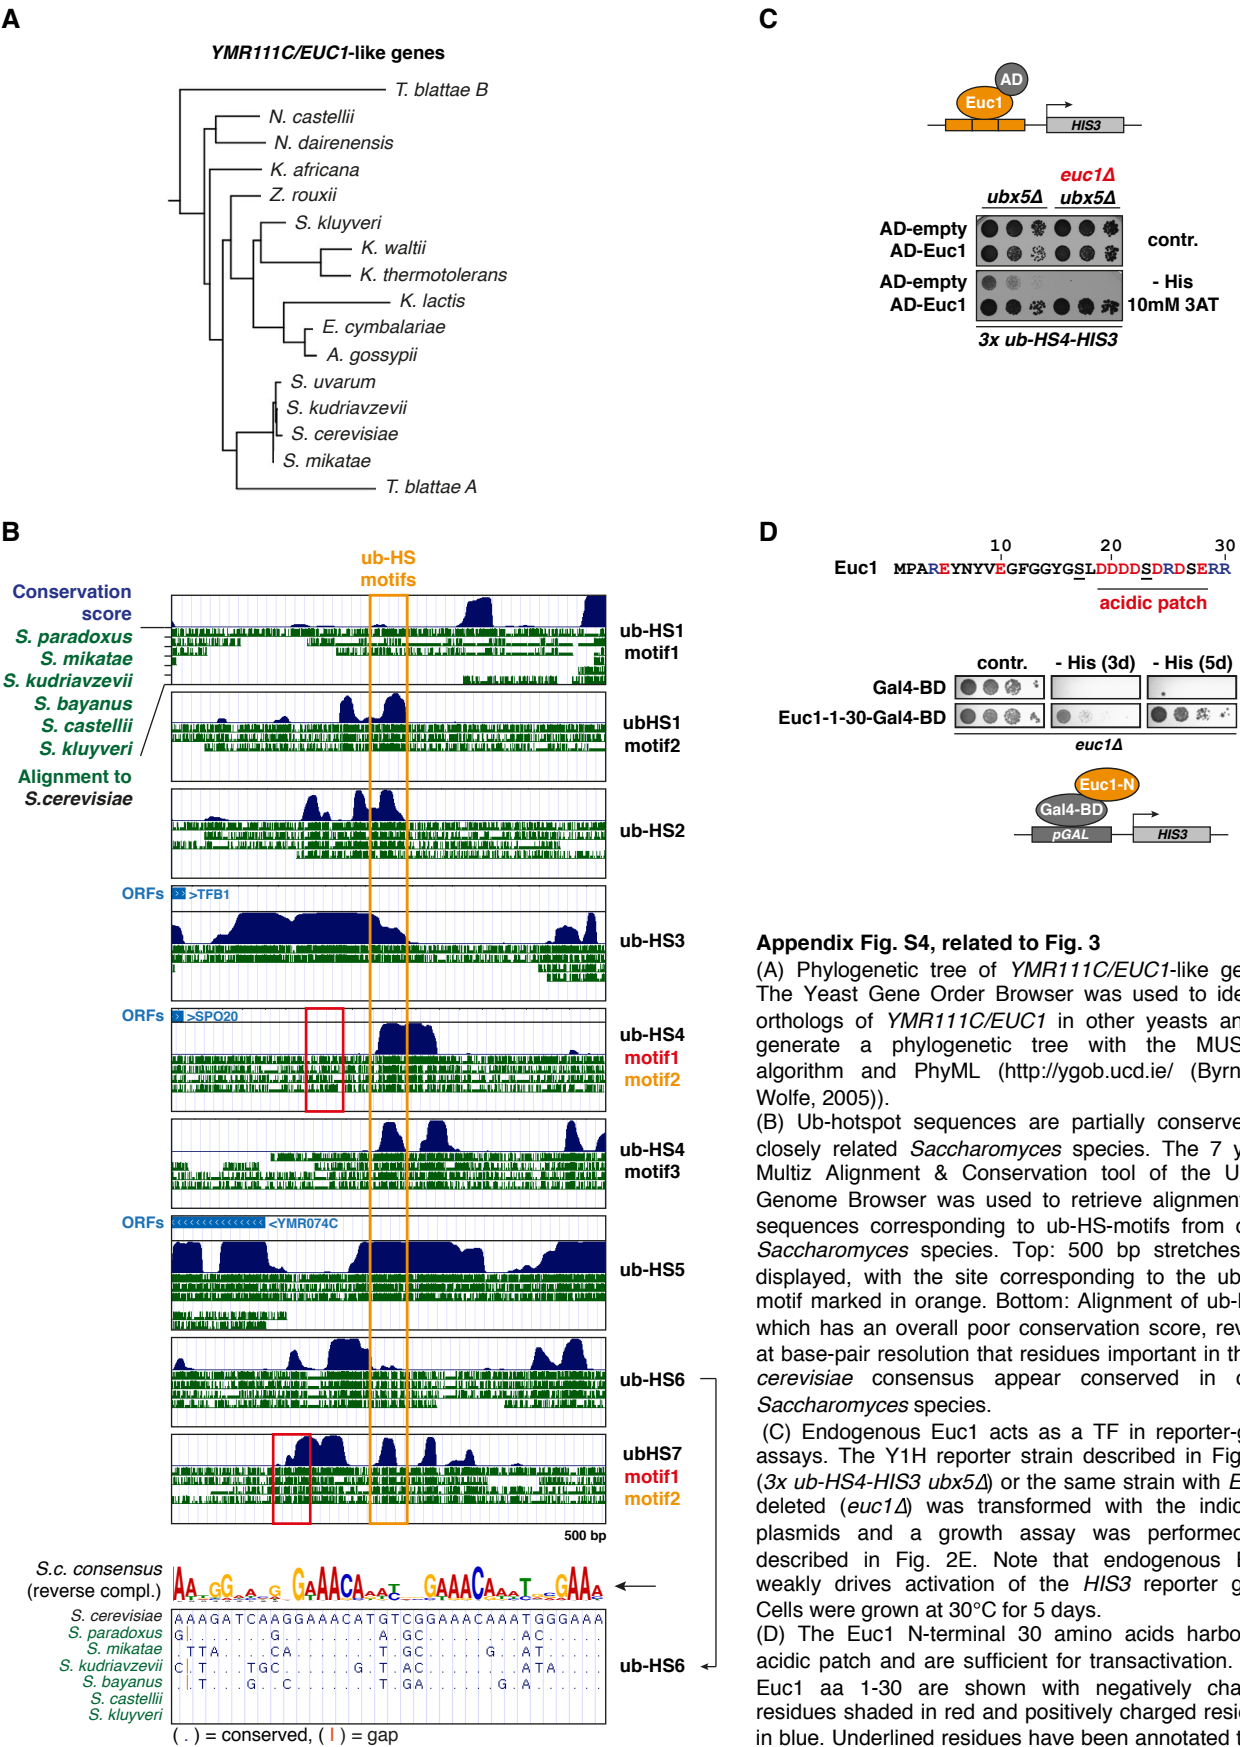 A
YMR111C/EUC1-like genes
T. blattae B
N. castellii
N. dairenensis
K. africana
Z. rouxii
S. kluyveri
K. waltii
K. thermotolerans
K. lactis
E. cymbalariae
A. gossypii
S. uvarum
S. kudriavzevii
S. cerevisiae
S. mikatae
T. blattae A
B
ub-HS
motifs
Conservation
score
S. paradoxus
S. mikatae
S. kudriavzevii
S. bayanus
S. castellii
S. kluyveri
Alignment to
S.cerevisiae
ub-HS1
motif1
ubHS1
motif2
ub-HS2
ORFs >TFB1
ub-HS3
ORFs >SPO20
ub-HS4
motif1
motif2
ub-HS4
motif3
ORFs <YMR074C
ub-HS5
ub-HS6
ubHS7
motif1
motif2
500 bp
S.c. consensus
(reverse compl.)
S. cerevisiae AAAGATCAAGGAAACATGTCGGAAACAAATGGGAAA
S. paradoxus G|.......G........A.GC........AC.....
S. mikatae .TTA....CA.......T.GC.....G..AT.....
S. kudriavzevii C|T...TGC......G.T.AC........ATA....
S. bayanus ..T...G..C.......T.GA......G.A......
S. castellii
S. kluyveri
ub-HS6
( . ) = conserved, ( | ) = gap
C
AD
Euc1
HIS3
euc1Δ
ubx5Δ ubx5Δ
AD-empty
AD-Euc1
contr.
AD-empty
AD-Euc1
- His
10mM 3AT
3x ub-HS4-HIS3
D
10 20 30
Euc1 MPAREYNYVEGFGGYGSLDDDDSDRDSERR
acidic patch
contr. - His (3d) - His (5d)
Gal4-BD
Euc1-1-30-Gal4-BD
euc1Δ
Euc1-N
Gal4-BD
pGAL
HIS3
Appendix Fig. S4, related to Fig. 3
(A) Phylogenetic tree of YMR111C/EUC1-like ge
The Yeast Gene Order Browser was used to ide
orthologs of YMR111C/EUC1 in other yeasts an
generate a phylogenetic tree with the MUS
algorithm and PhyML (http://ygob.ucd.ie/ (Byrn
Wolfe, 2005)).
(B) Ub-hotspot sequences are partially conserve
closely related Saccharomyces species. The 7 y
Multiz Alignment & Conservation tool of the U
Genome Browser was used to retrieve alignment
sequences corresponding to ub-HS-motifs from c
Saccharomyces species. Top: 500 bp stretches
displayed, with the site corresponding to the ub
motif marked in orange. Bottom: Alignment of ub-
which has an overall poor conservation score, rev
at base-pair resolution that residues important in th
cerevisiae consensus appear conserved in c
Saccharomyces species.
(C) Endogenous Euc1 acts as a TF in reporter-g
assays. The Y1H reporter strain described in Fig
(3x ub-HS4-HIS3 ubx5Δ) or the same strain with E
deleted (euc1Δ) was transformed with the indic
plasmids and a growth assay was performed
described in Fig. 2E. Note that endogenous E
weakly drives activation of the HIS3 reporter g
Cells were grown at 30°C for 5 days.
(D) The Euc1 N-terminal 30 amino acids harbo
acidic patch and are sufficient for transactivation.
Euc1 aa 1-30 are shown with negatively cha
residues shaded in red and positively charged resid
in blue. Underlined residues have been annotated t